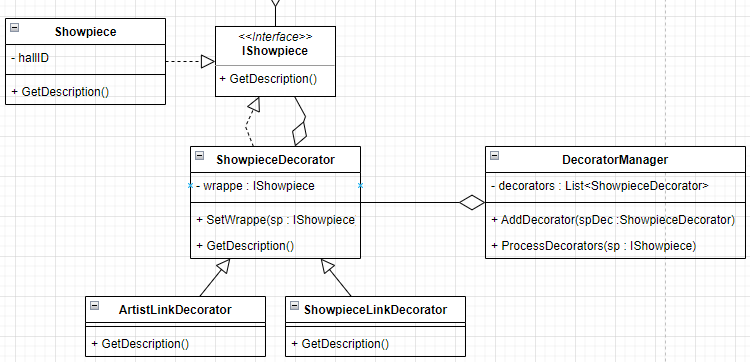 Showpiece
- hallID
+ GetDescription()
<<Interface>>
IShowpiece
+ GetDescription()
ShowpieceDecorator
- wrappe : IShowpiece
+ SetWrappe(sp : IShowpiece
+ GetDescription()
DecoratorManager
- decorators : List<ShowpieceDecorator>
+ AddDecorator(spDec :ShowpieceDecorator)
+ ProcessDecorators(sp : IShowpiece)
ArtistLinkDecorator
+ GetDescription()
ShowpieceLinkDecorator
+ GetDescription()